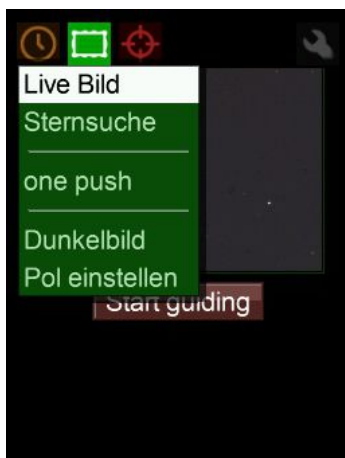 Live Bild
Sternsuche
one push
Dunkelbild
Pol einstellen
Start guiding